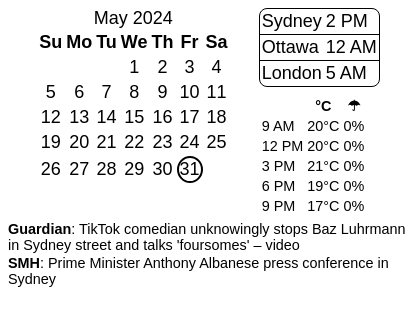 May 2024
Su Mo Tu We Th Fr Sa
1 2 3 4
5 6 7 8 9 10 11
12 13 14 15 16 17 18
19 20 21 22 23 24 25
26 27 28 29 30 31
Sydney 2 PM
Ottawa 12 AM
London 5 AM
°C ☂
9 AM 20°C 0%
12 PM 20°C 0%
3 PM 21°C 0%
6 PM 19°C 0%
9 PM 17°C 0%
Guardian: TikTok comedian unknowingly stops Baz Luhrmann
in Sydney street and talks 'foursomes' – video
SMH: Prime Minister Anthony Albanese press conference in
Sydney